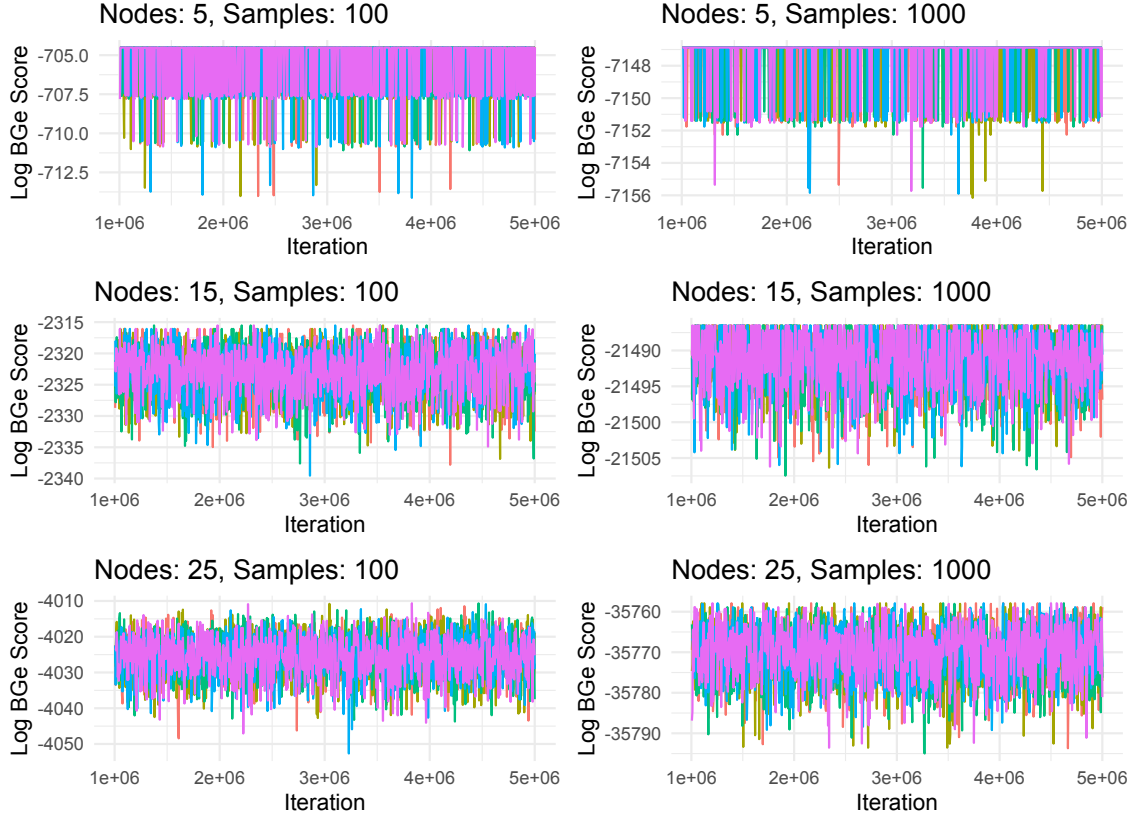 Nodes: 5, Samples: 100
Log BGe Score
-705.0
-707.5
-710.0
-712.5
1e+06 2e+06 3e+06 4e+06 5e+06
Iteration
Nodes: 5, Samples: 1000
Log BGe Score
-7148
-7150
-7152
-7154
-7156
1e+06 2e+06 3e+06 4e+06 5e+06
Iteration
Nodes: 15, Samples: 100
Log BGe Score
-2315
-2320
-2325
-2330
-2335
-2340
1e+06 2e+06 3e+06 4e+06 5e+06
Iteration
Nodes: 15, Samples: 1000
Log BGe Score
-21490
-21495
-21500
-21505
1e+06 2e+06 3e+06 4e+06 5e+06
Iteration
Nodes: 25, Samples: 100
Log BGe Score
-4010
-4020
-4030
-4040
-4050
1e+06 2e+06 3e+06 4e+06 5e+06
Iteration
Nodes: 25, Samples: 1000
Log BGe Score
-35760
-35770
-35780
-35790
1e+06 2e+06 3e+06 4e+06 5e+06
Iteration